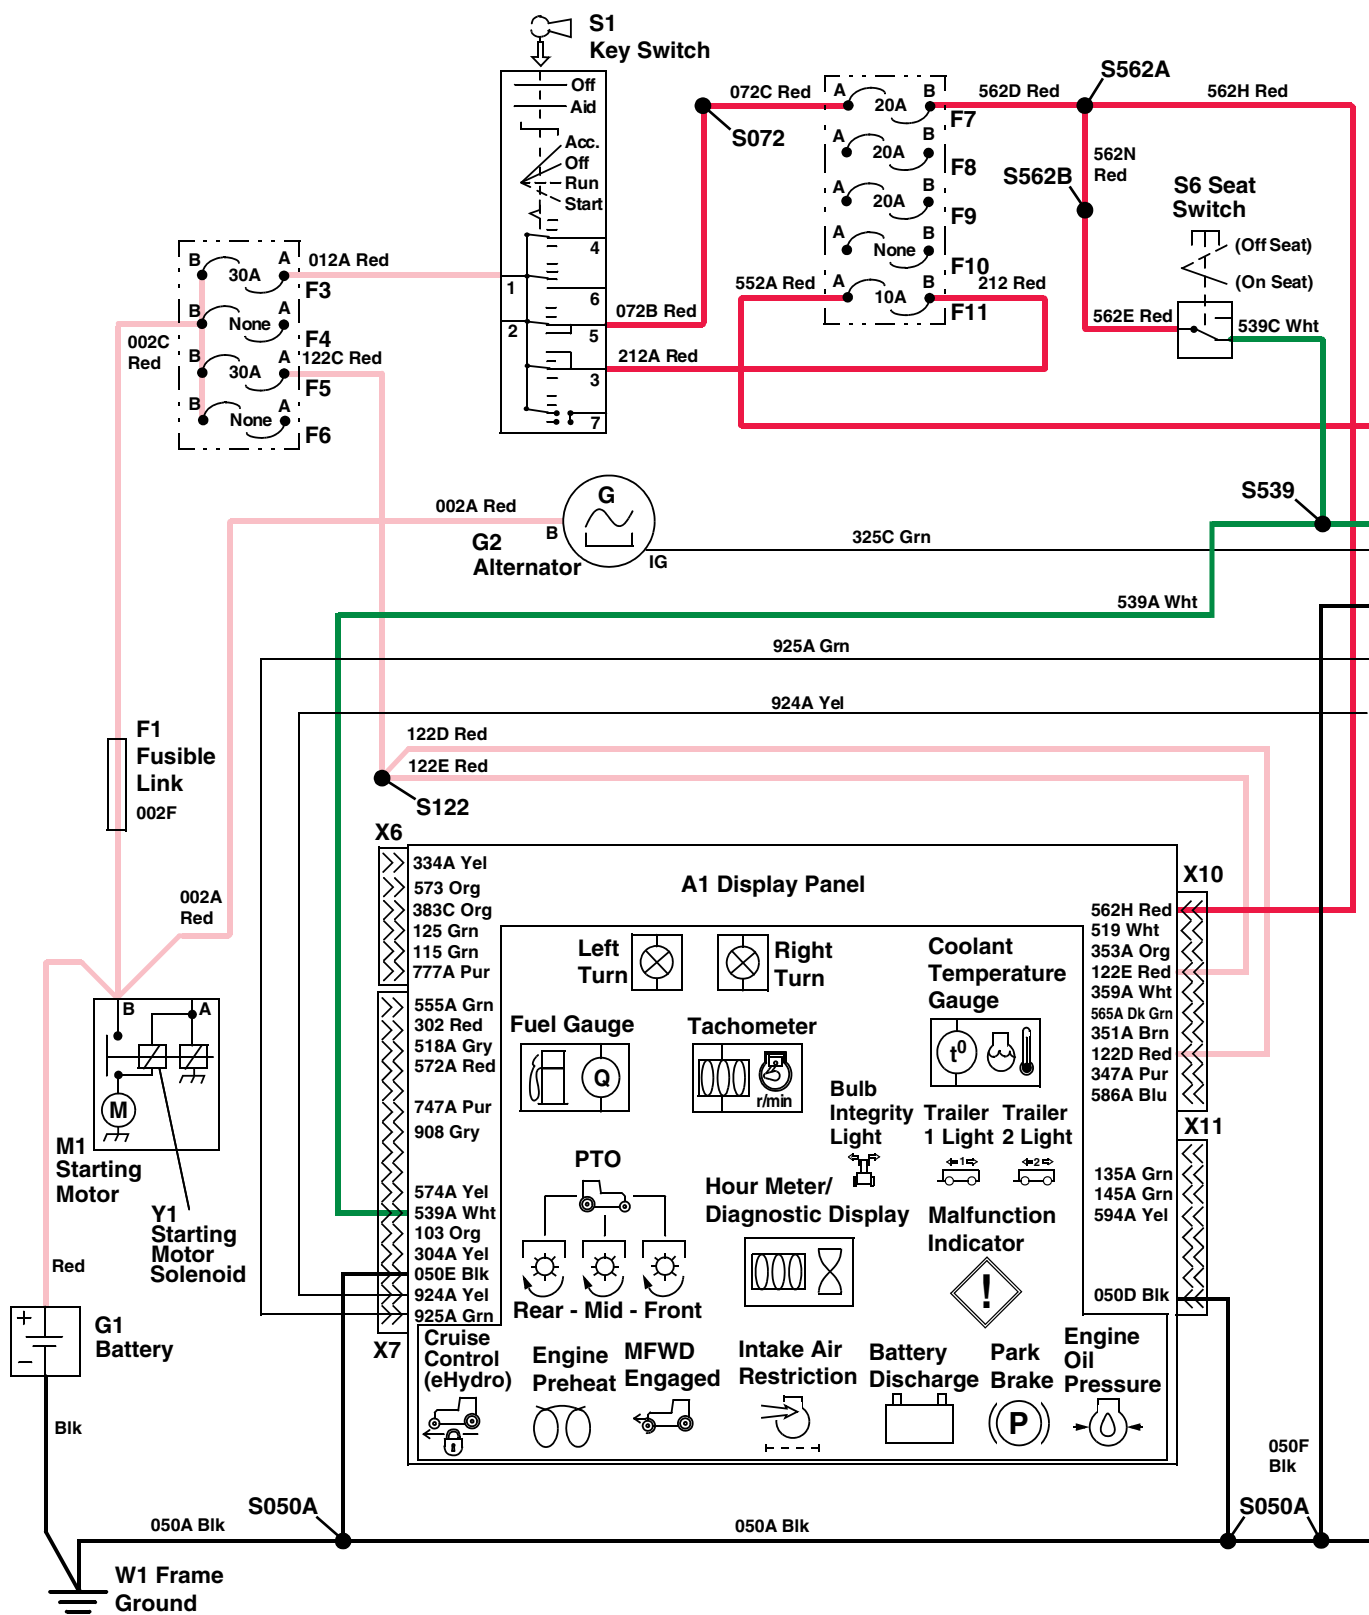 S1
Key Switch
Off
Aid
Acc.
Off
Run
Start
4
1
6
2
5
3
7
072C Red
S072
072B Red
212A Red
A
B
20A
F7
A
B
20A
F8
A
B
20A
F9
A
B
None
F10
A
B
10A
F11
552A Red
212 Red
562D Red
S562A
562H Red
562N
Red
S562B
S6 Seat
Switch
(Off Seat)
(On Seat)
562E Red
539C Wht
S539
B
A
30A
F3
012A Red
B
A
None
F4
B
A
30A
F5
122C Red
B
A
None
F6
002C
Red
002A Red
G
B
IG
G2
Alternator
325C Grn
539A Wht
925A Grn
924A Yel
122D Red
122E Red
S122
F1
Fusible
Link
002F
002A
Red
B
A
M
M1
Starting
Motor
Y1
Starting
Motor
Solenoid
Red
+
−
G1
Battery
Blk
W1 Frame
Ground
050A Blk
S050A
050A Blk
S050A
050F
Blk
X6
334A Yel
573 Org
383C Org
125 Grn
115 Grn
777A Pur
555A Grn
302 Red
518A Gry
572A Red
747A Pur
908 Gry
574A Yel
539A Wht
103 Org
304A Yel
050E Blk
924A Yel
925A Grn
X7
A1 Display Panel
X10
562H Red
519 Wht
353A Org
122E Red
359A Wht
565A Dk Grn
351A Brn
122D Red
347A Pur
586A Blu
X11
135A Grn
145A Grn
594A Yel
050D Blk
Left
Turn
Right
Turn
Coolant
Temperature
Gauge
t0
Fuel Gauge
Q
Tachometer
r/min
Bulb
Integrity
Light
Trailer
1 Light
1
Trailer
2 Light
2
PTO
Rear - Mid - Front
Hour Meter/
Diagnostic Display
Malfunction
Indicator
!
Cruise
Control
(eHydro)
Engine
Preheat
MFWD
Engaged
Intake Air
Restriction
Battery
Discharge
Park
Brake
P
Engine
Oil
Pressure